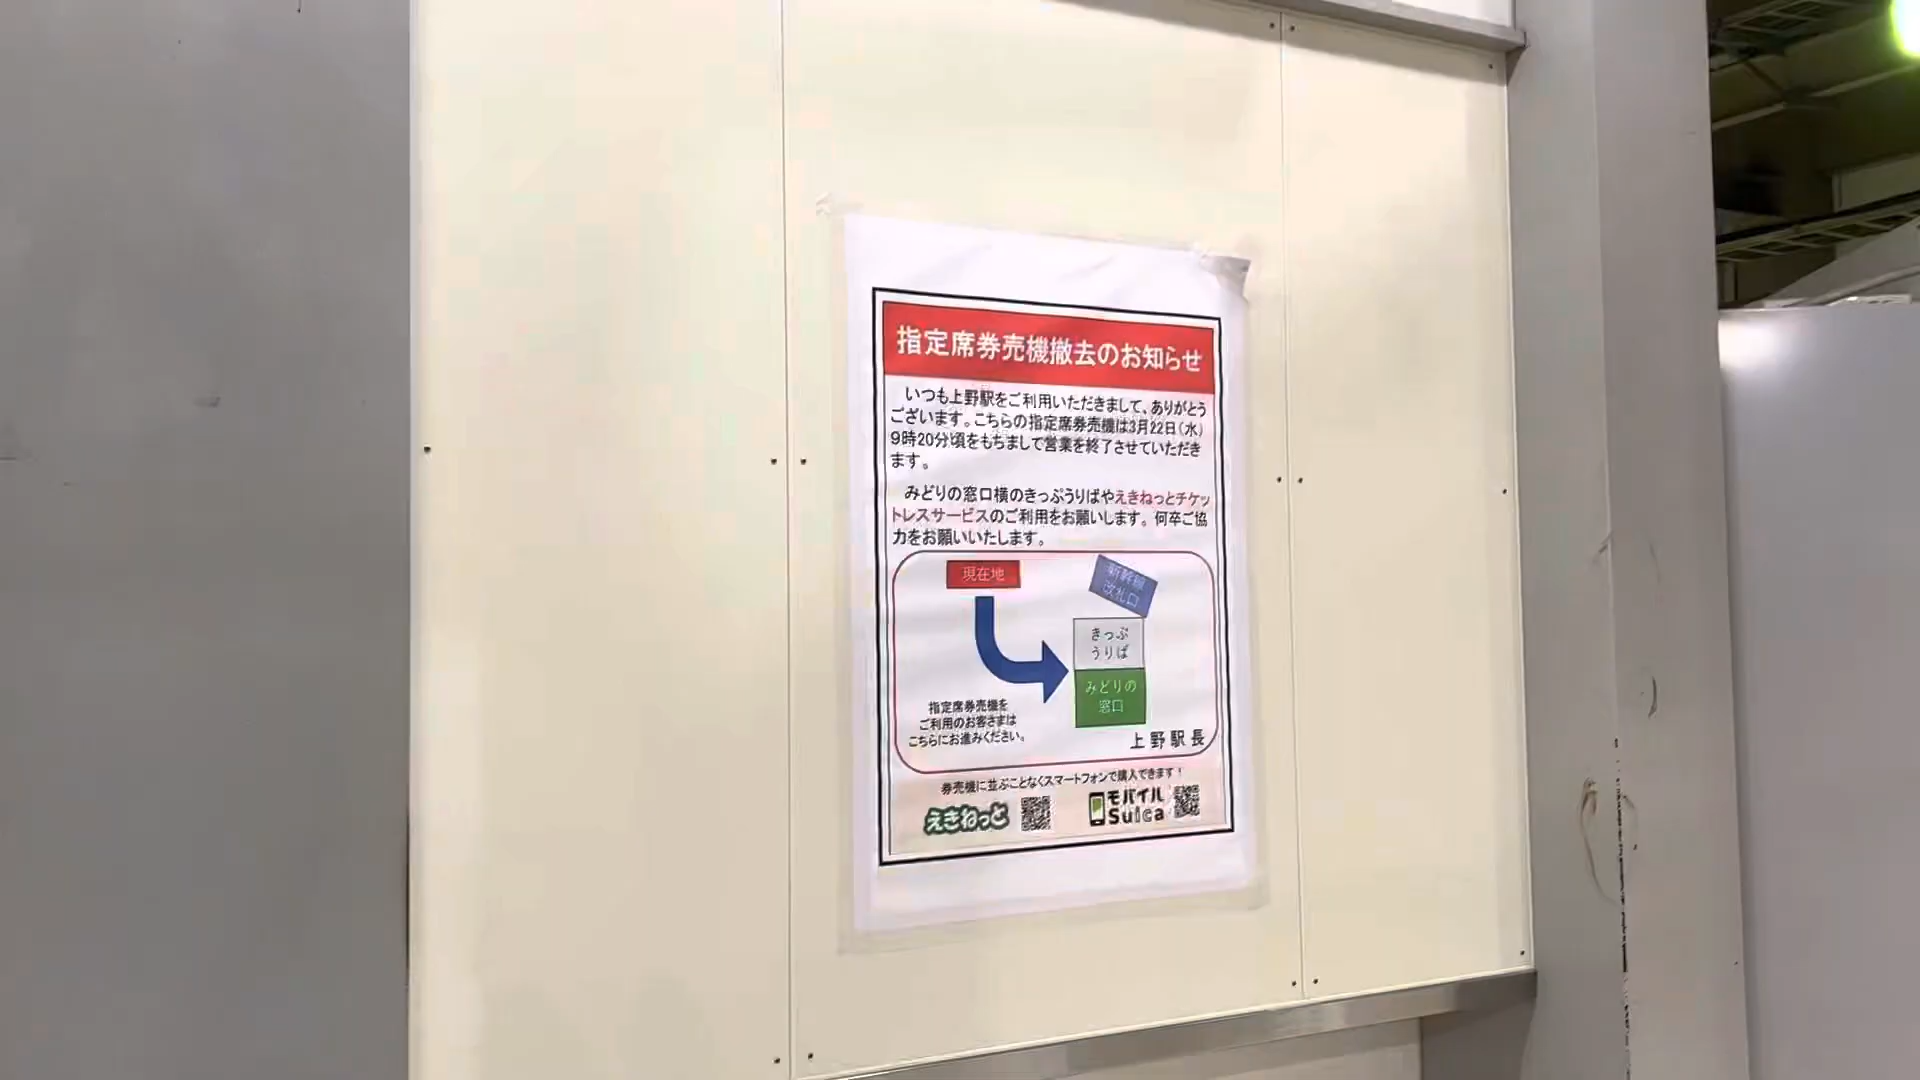 指定席券売機撤去のお知らせ
いつも上野駅をご利用いただきまして、ありがとう
ございます。こちらの指定席券売機は3月22日(水)
9時20分頃をもちまして営業を終了させていただき
ます。
みどりの窓口横のきっぷうりばやえきねっとチケッ
トレスサービスのご利用をお願いします。何卒ご協
力をお願いいたします。
現在地
新幹線
改札口
きっぷ
うりば
みどりの
窓口
指定席券売機を
ご利用のお客さまは
こちらにお進みください。
上野駅長
券売機に並ぶことなくスマートフォンで購入できます!
えきねっと
モバイル
Suica